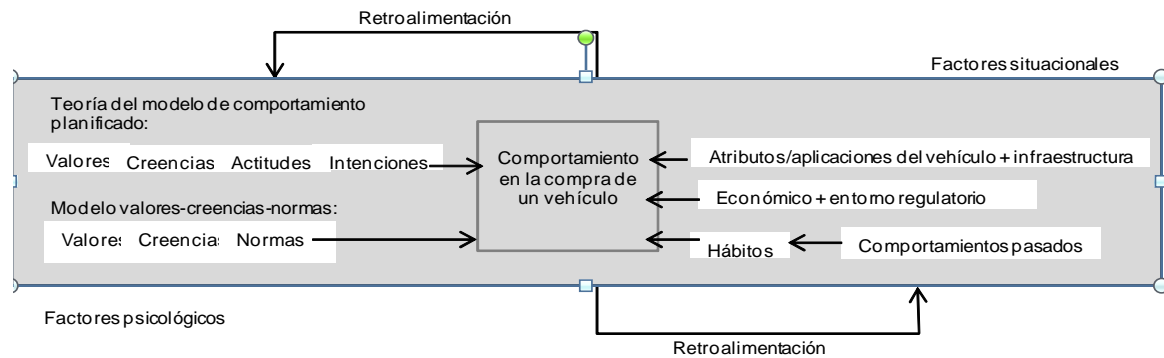 Retroalimentación
Factores situacionales
Teoría del modelo de comportamiento
planificado:
Valores Creencias Actitudes Intenciones
Modelo valores-creencias-normas:
Valores Creencias Normas
Comportamiento
en la compra de
un vehículo
Atributos/aplicaciones del vehículo + infraestructura
Económico + entorno regulatorio
Hábitos
Comportamientos pasados
Factores psicológicos
Retroalimentación